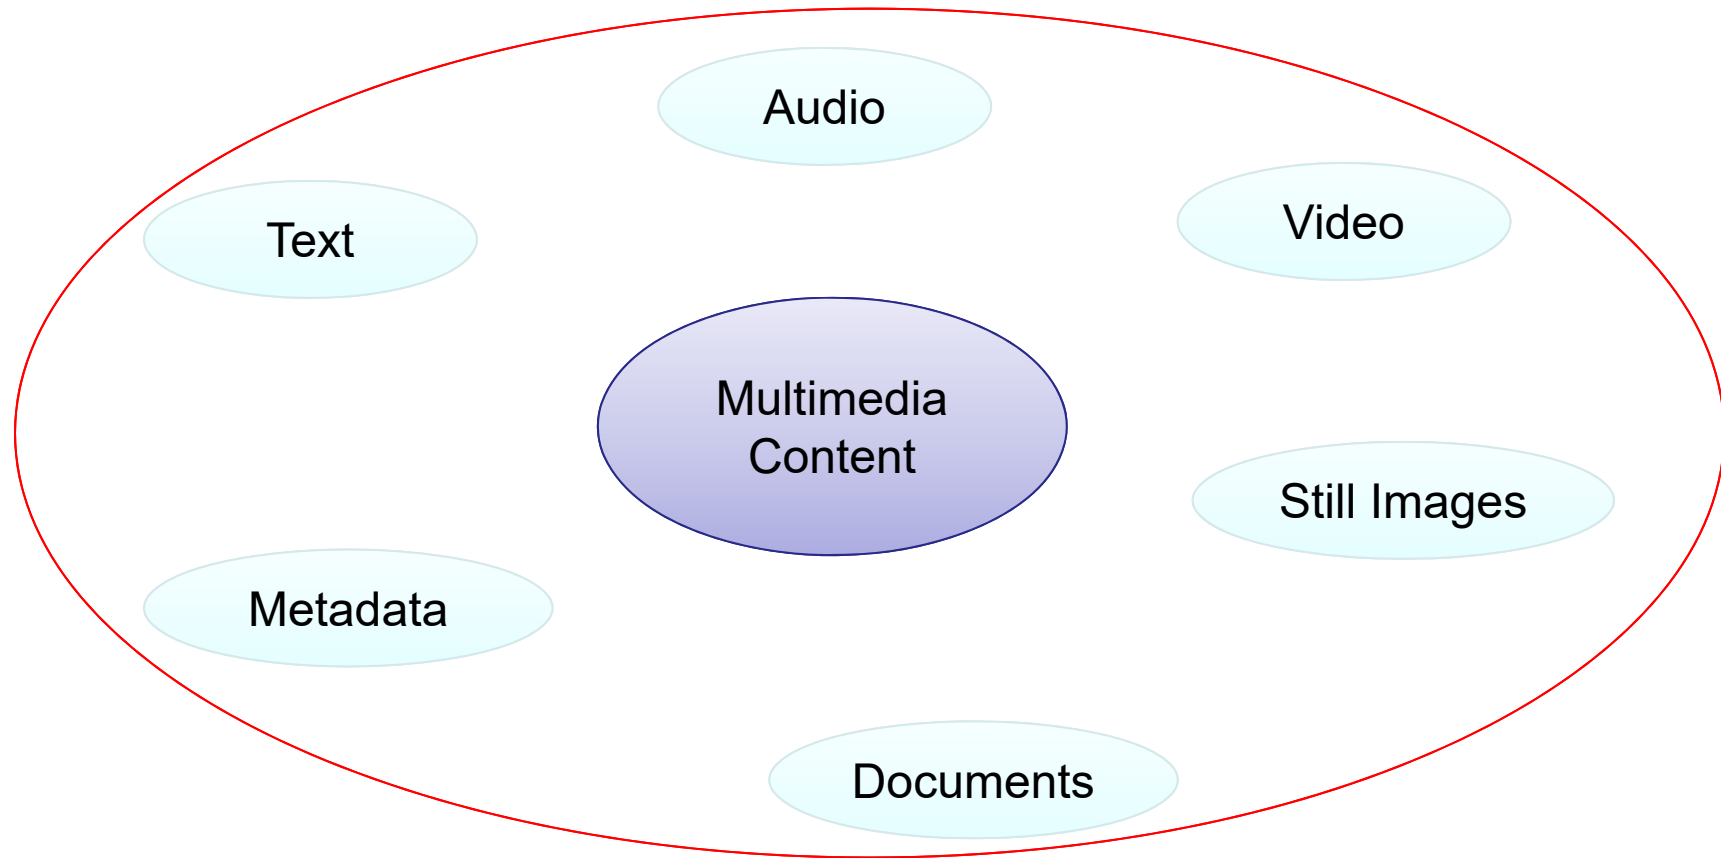 Audio
Text
Video
Multimedia
Content
Still Images
Metadata
Documents